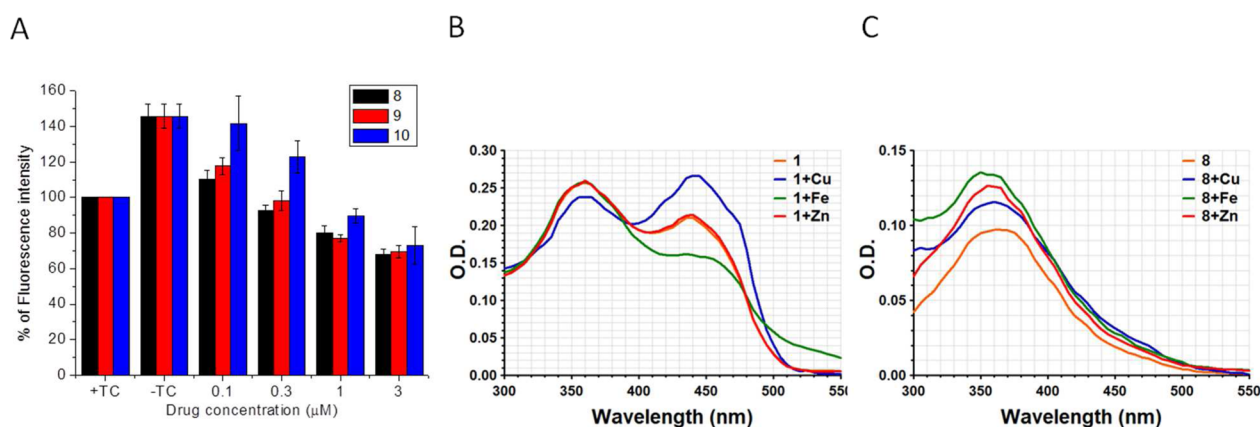 A
160
140
120
100
80
60
40
20
0
% of Fluorescence intensity
+TC -TC 0.1 0.3 1 3
Drug concentration (μM)
8
9
10
B
0.30
0.25
0.20
0.15
0.10
0.05
0.00
O.D.
300 350 400 450 500 550
Wavelength (nm)
1
1+Cu
1+Fe
1+Zn
C
0.15
0.10
0.05
0.00
O.D.
300 350 400 450 500 550
Wavelength (nm)
8
8+Cu
8+Fe
8+Zn